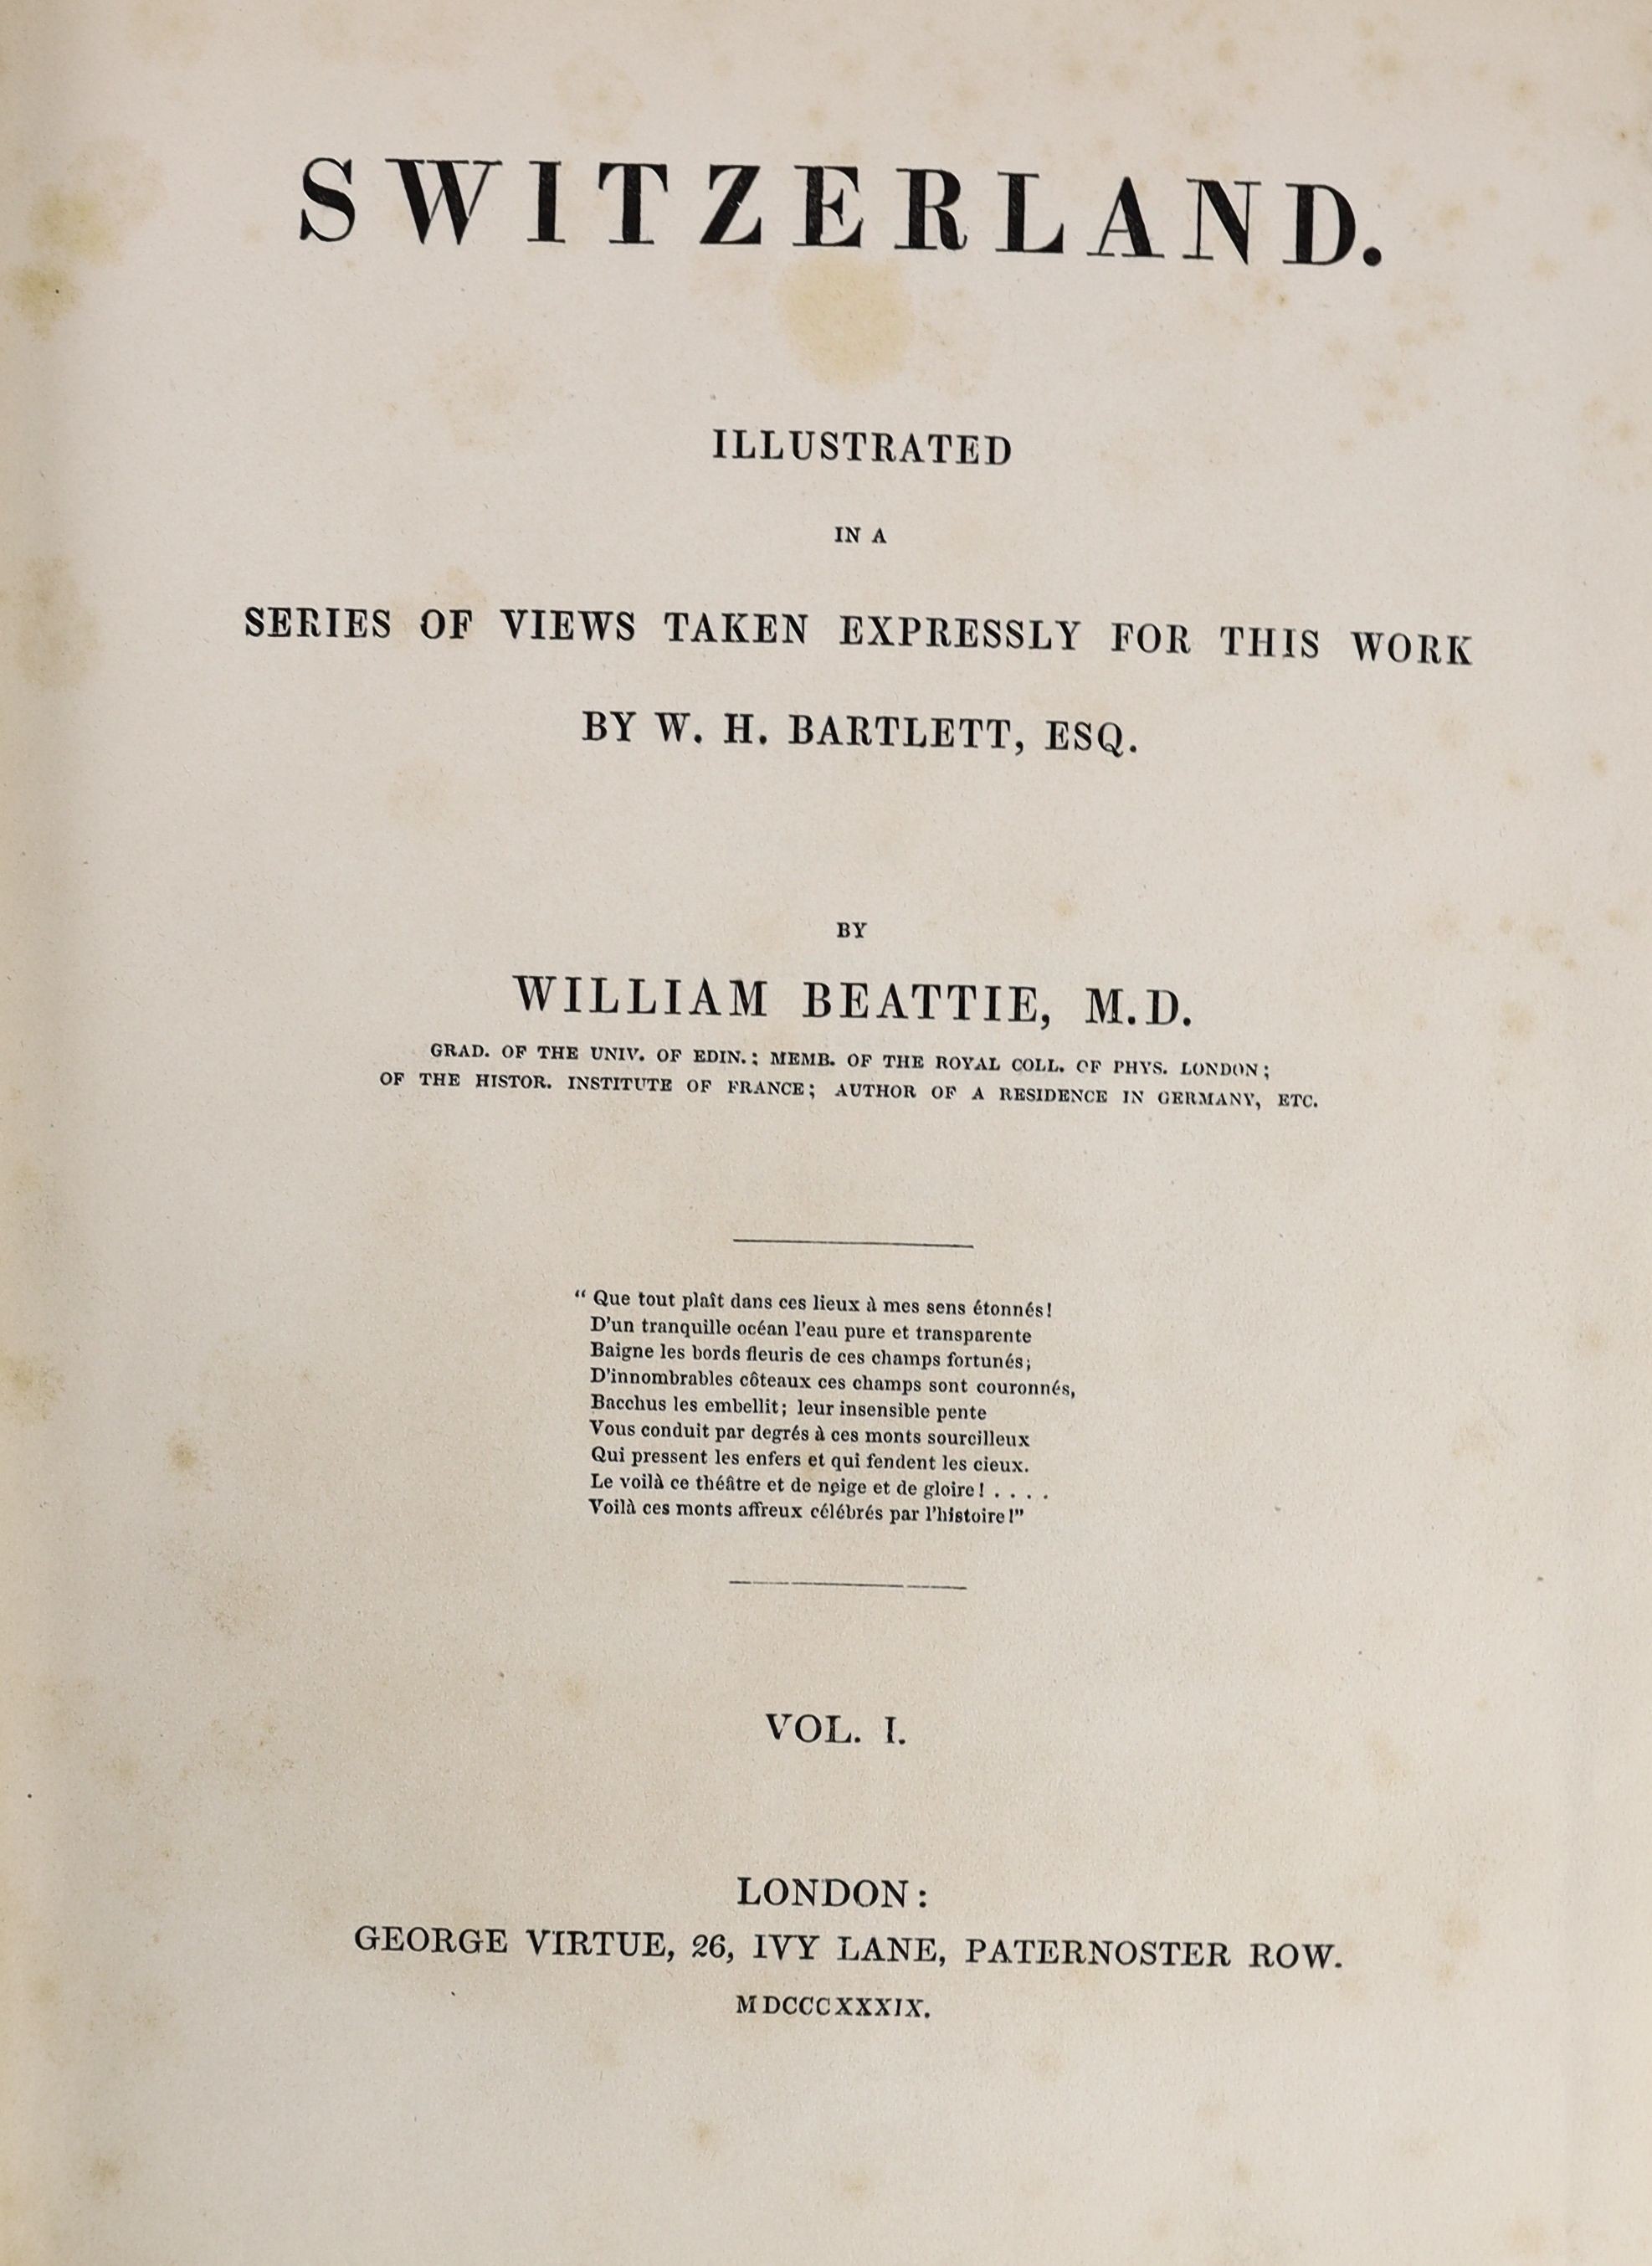 SWITZERLAND.
ILLUSTRATED
IN A
SERIES OF VIEWS TAKEN EXPRESSLY FOR THIS WORK
BY W. H. BARTLETT, ESQ.
BY
WILLIAM BEATTIE, M.D.
GRAD. OF THE UNIV. OF EDIN.; MEMB. OF THE ROYAL COLL. OF PHYS. LONDON;
OF THE HISTOR. INSTITUTE OF FRANCE; AUTHOR OF A RESIDENCE IN GERMANY, ETC.
“ Que tout plaît dans ces lieux à mes sens étonnés!
D'un tranquille océan l'eau pure et transparente
Baigne les bords fleuris de ces champs fortunés;
D'innombrables côteaux ces champs sont couronnés,
Bacchus les embellit; leur insensible pente
Vous conduit par degrés à ces monts sourcilleux
Qui pressent les enfers et qui fendent les cieux.
Le voilà ce théâtre et de neige et de gloire! . . . .
Voilà ces monts affreux célébrés par l'histoire!”
VOL. I.
LONDON:
GEORGE VIRTUE, 26, IVY LANE, PATERNOSTER ROW.
MDCCCXXXIX.